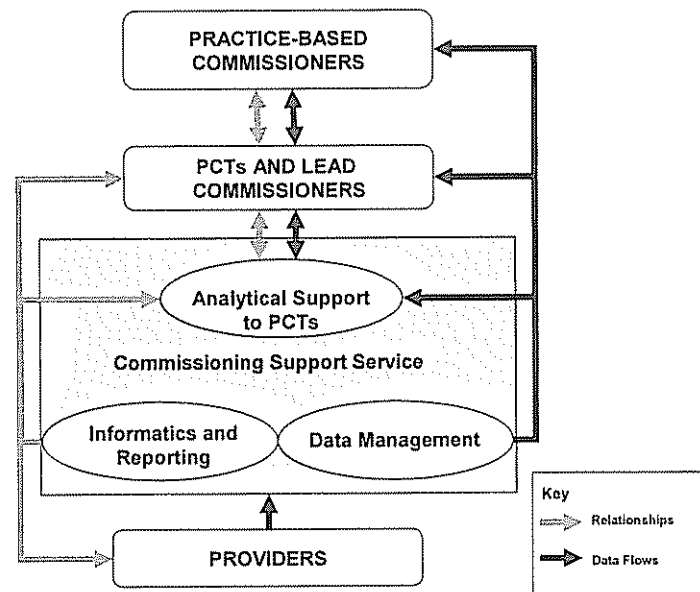 PRACTICE-BASED
COMMISSIONERS
PCTs AND LEAD
COMMISSIONERS
Analytical Support
to PCTs
Commissioning Support Service
Informatics and
Reporting
Data Management
PROVIDERS
Key
Relationships
Data Flows